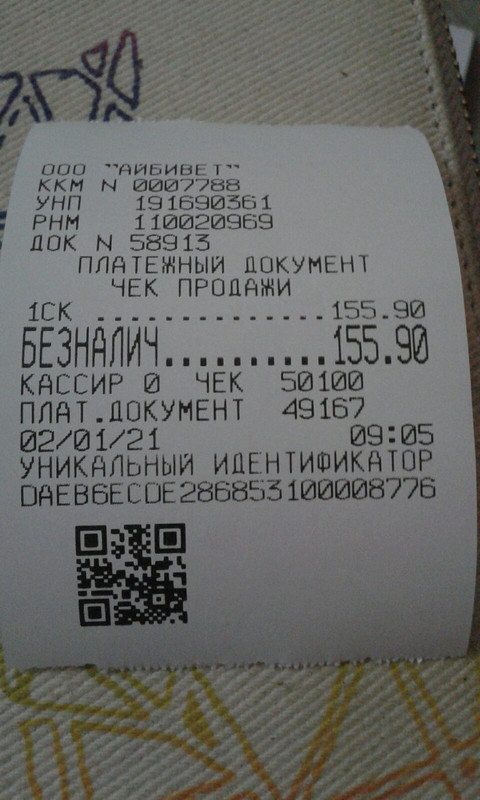 ООО "АЙБИВЕТ"
ККМ N 0007788
УНП 191690361
РНМ 110020969
ДОК N 58913
ПЛАТЕЖНЫЙ ДОКУМЕНТ
ЧЕК ПРОДАЖИ
1СК ...............155.90
БЕЗНАЛИЧ..........155.90
КАССИР 0 ЧЕК 50100
ПЛАТ.ДОКУМЕНТ 49167
02/01/21 09:05
УНИКАЛЬНЫЙ ИДЕНТИФИКАТОР
DAEB6ECDE286853100008776